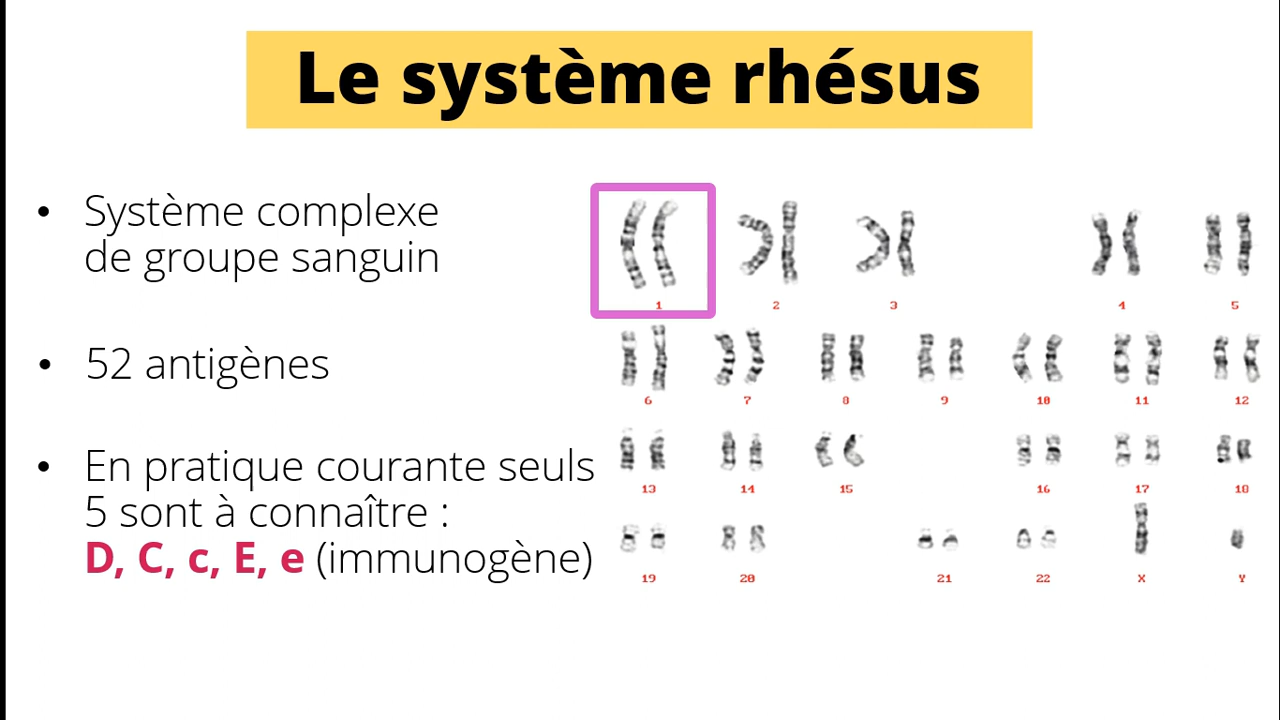 Le système rhésus
• Système complexe
de groupe sanguin
• 52 antigènes
• En pratique courante seuls
5 sont à connaître :
D, C, c, E, e (immunogène)
1 2 3 4 5
6 7 8 9 10 11 12
13 14 15 16 17 18
19 20 21 22 X Y